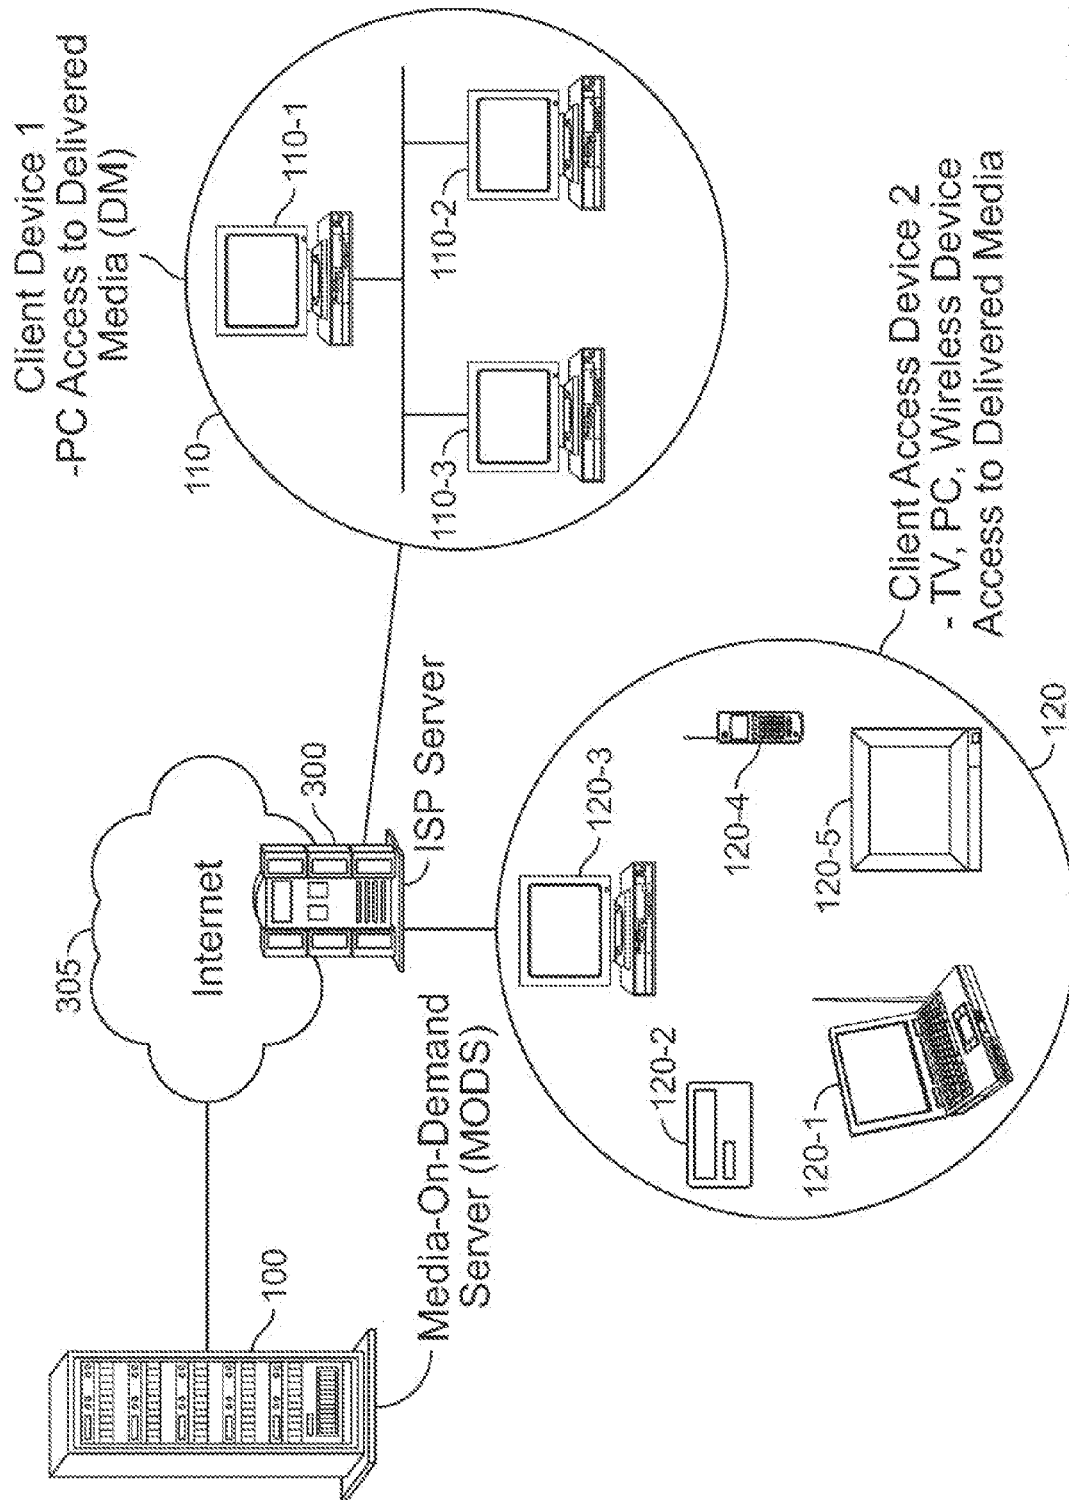 Client Device 1
-PC Access to Delivered
Media (DM)
110
110-1
110-2
110-3
305
Internet
300
ISP Server
100
Media-On-Demand
Server (MODS)
120-3
120-4
120-2
120-1
120-5
120
Client Access Device 2
- TV, PC, Wireless Device
Access to Delivered Media